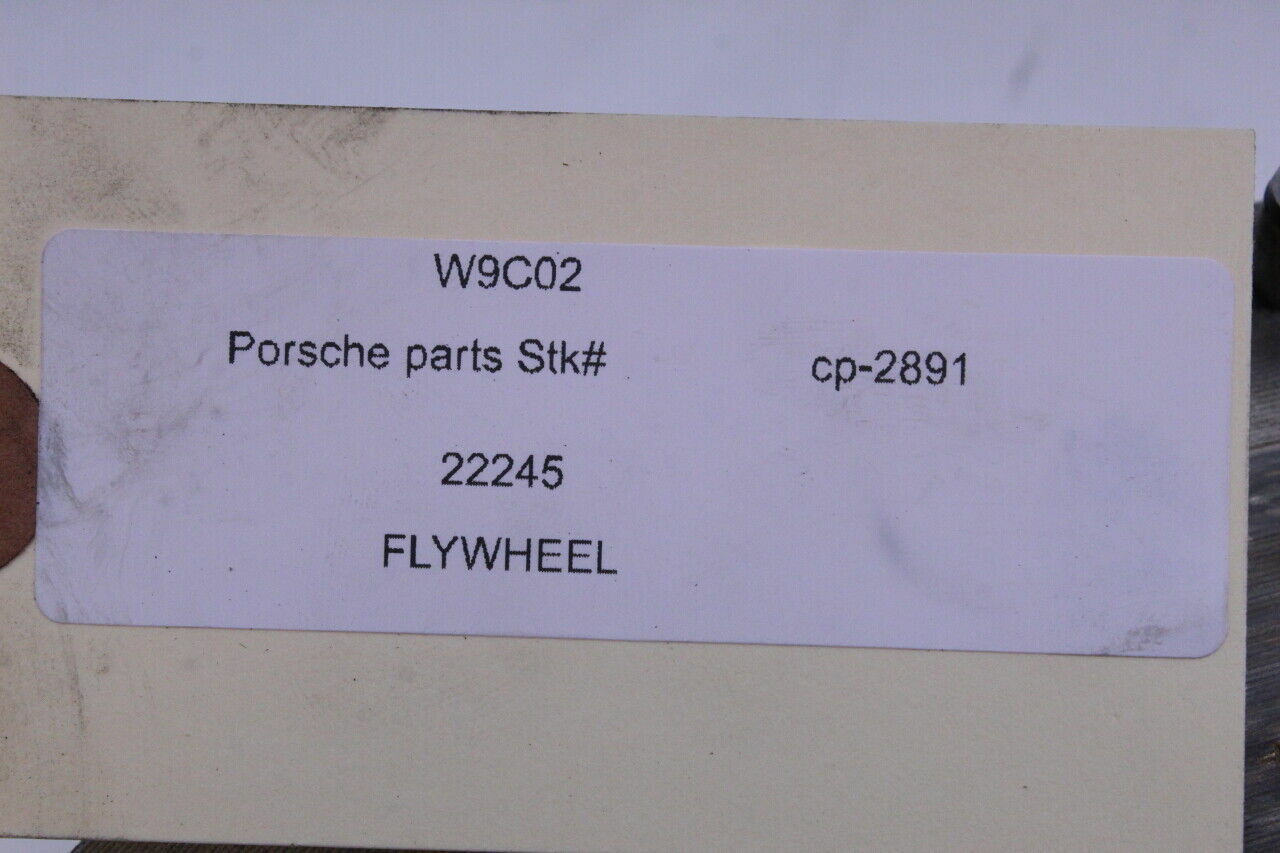 W9C02
Porsche parts Stk# cp-2891
22245
FLYWHEEL